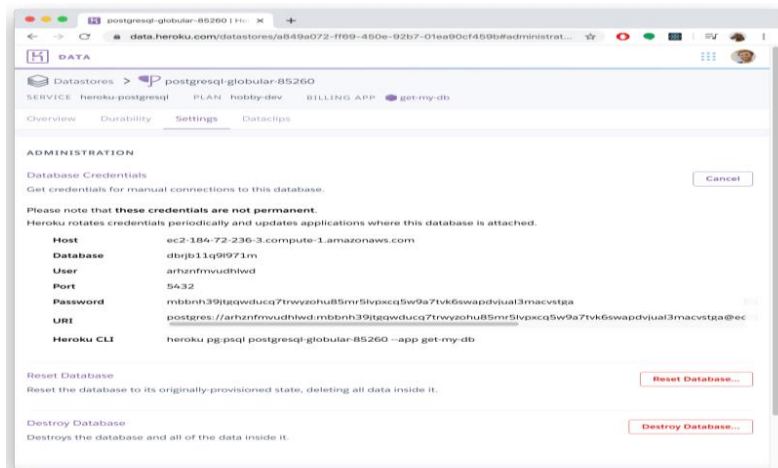 postgresql-globular-85260 | He
data.heroku.com/datastores/a849a072-ff69-450e-92b7-01ea90cf459b#administrat...
DATA
Datastores > postgresql-globular-85260
SERVICE heroku-postgresql PLAN hobby-dev BILLING APP get-my-db
Overview Durability Settings Dataclips
ADMINISTRATION
Database Credentials
Cancel
Get credentials for manual connections to this database.
Please note that these credentials are not permanent.
Heroku rotates credentials periodically and updates applications where this database is attached.
Host ec2-184-72-236-3.compute-1.amazonaws.com
Database dbrjb11q9l971m
User arhznfmvudhlwd
Port 5432
Password mbbnh39jtgqwducq7trwyzohu85mr5lvpxcq5w9a7tvk6swapdvjual3macvstga
URI postgres://arhznfmvudhlwd:mbbnh39jtgqwducq7trwyzohu85mr5lvpxcq5w9a7tvk6swapdvjual3macvstga@ec
Heroku CLI heroku pg:psql postgresql-globular-85260 --app get-my-db
Reset Database
Reset Database...
Reset the database to its originally-provisioned state, deleting all data inside it.
Destroy Database
Destroy Database...
Destroys the database and all of the data inside it.